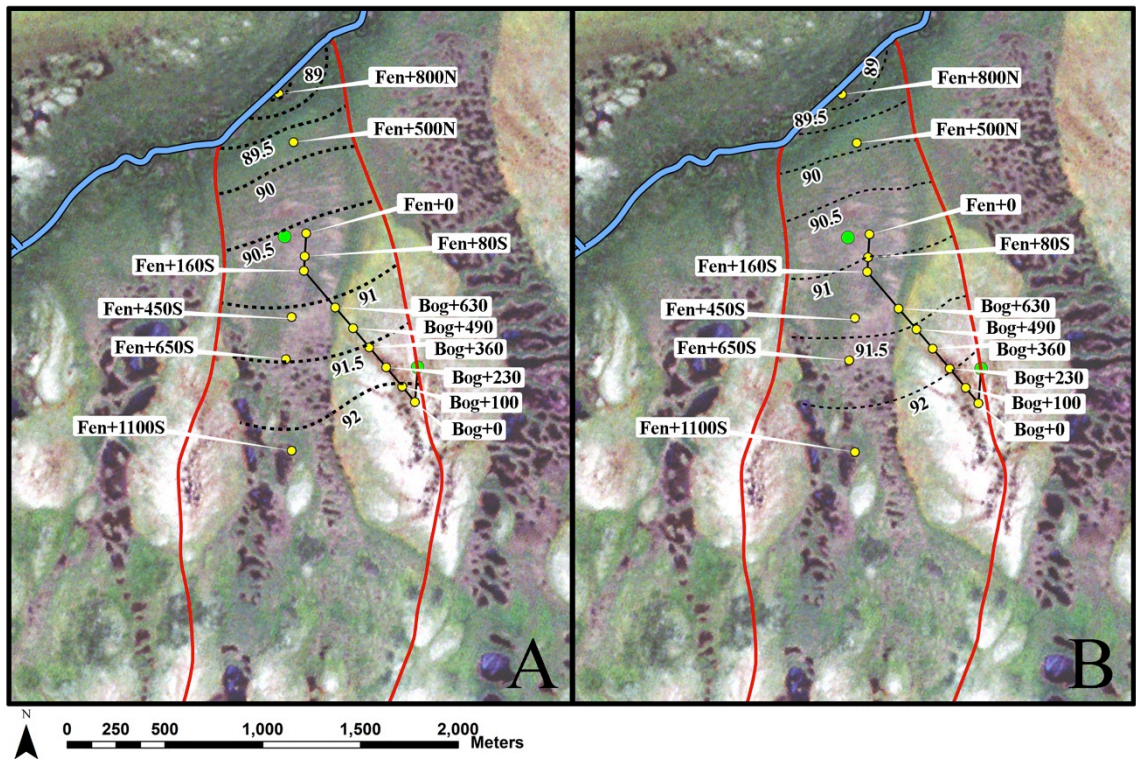 89
Fen+800N
89.5
Fen+500N
90
Fen+0
90.5
Fen+80S
Fen+160S
91
Bog+630
Fen+450S
Bog+490
Bog+360
Fen+650S
91.5
Bog+230
Bog+100
92
Bog+0
Fen+1100S
A
89
Fen+800N
89.5
Fen+500N
90
Fen+0
90.5
Fen+80S
Fen+160S
91
Bog+630
Fen+450S
Bog+490
Bog+360
Fen+650S
91.5
Bog+230
Bog+100
92
Bog+0
Fen+1100S
B
N
0 250 500 1,000 1,500 2,000
Meters